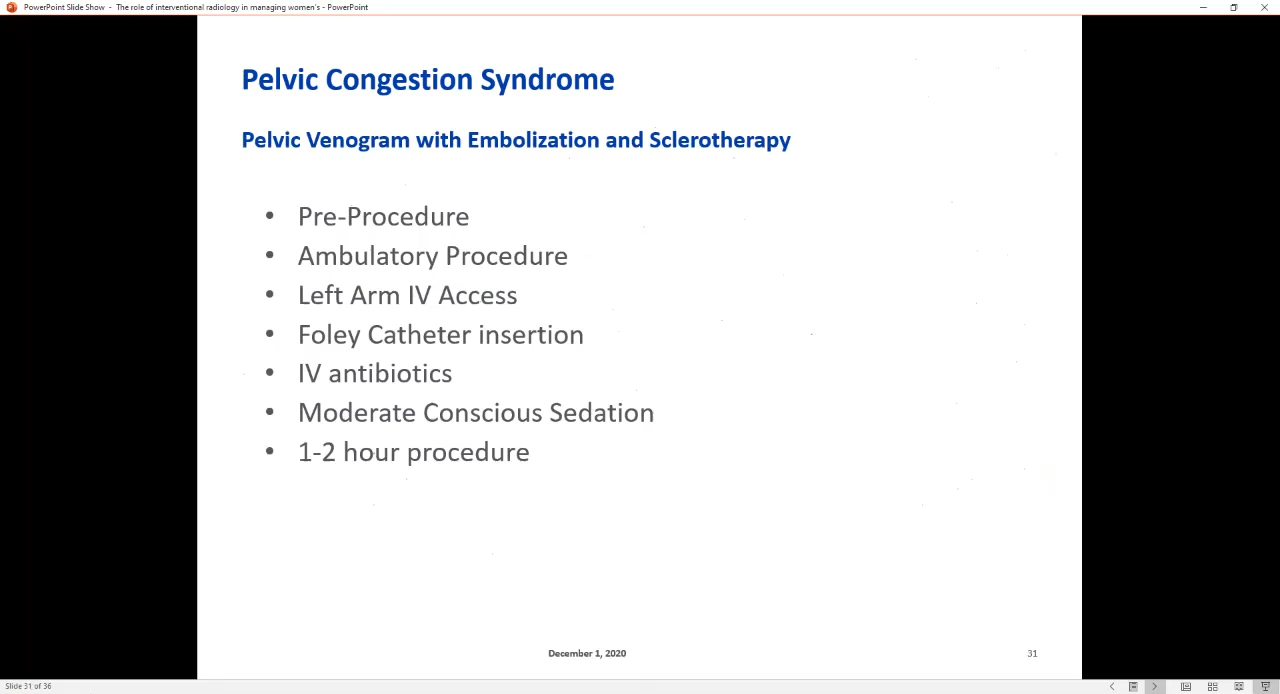 PowerPoint Slide Show - The role of interventional radiology in managing women's - PowerPoint
Pelvic Congestion Syndrome
Pelvic Venogram with Embolization and Sclerotherapy
• Pre-Procedure
• Ambulatory Procedure
• Left Arm IV Access
• Foley Catheter insertion
• IV antibiotics
• Moderate Conscious Sedation
• 1-2 hour procedure
December 1, 2020
31
Slide 31 of 36